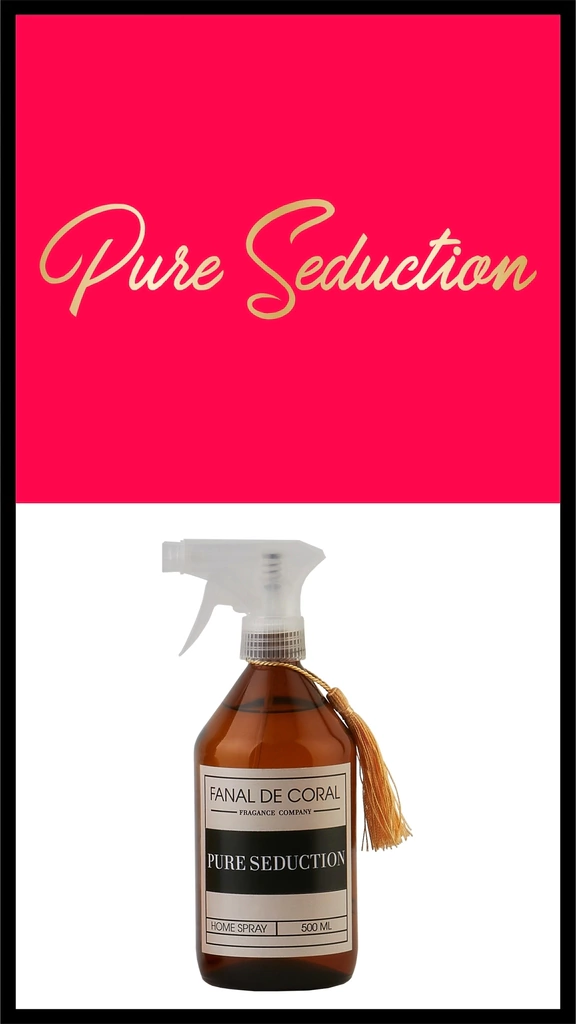 Pure Seduction
FANAL DE CORAL
FRAGANCE COMPANY
PURE SEDUCTION
HOME SPRAY 500 ML